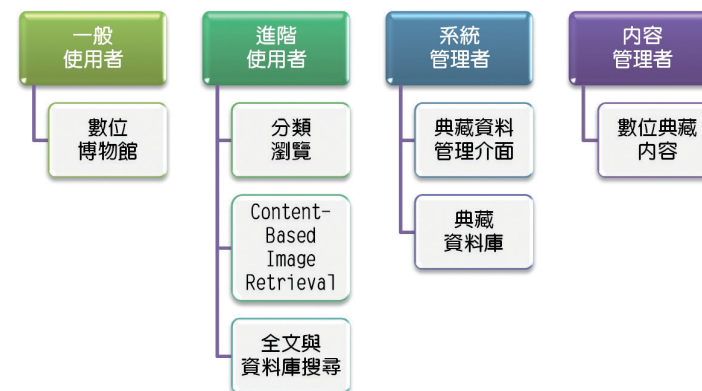 一般
使用者
數位
博物館
進階
使用者
分類
瀏覽
Content-
Based
Image
Retrieval
全文與
資料庫搜尋
系統
管理者
典藏資料
管理介面
典藏
資料庫
內容
管理者
數位典藏
內容